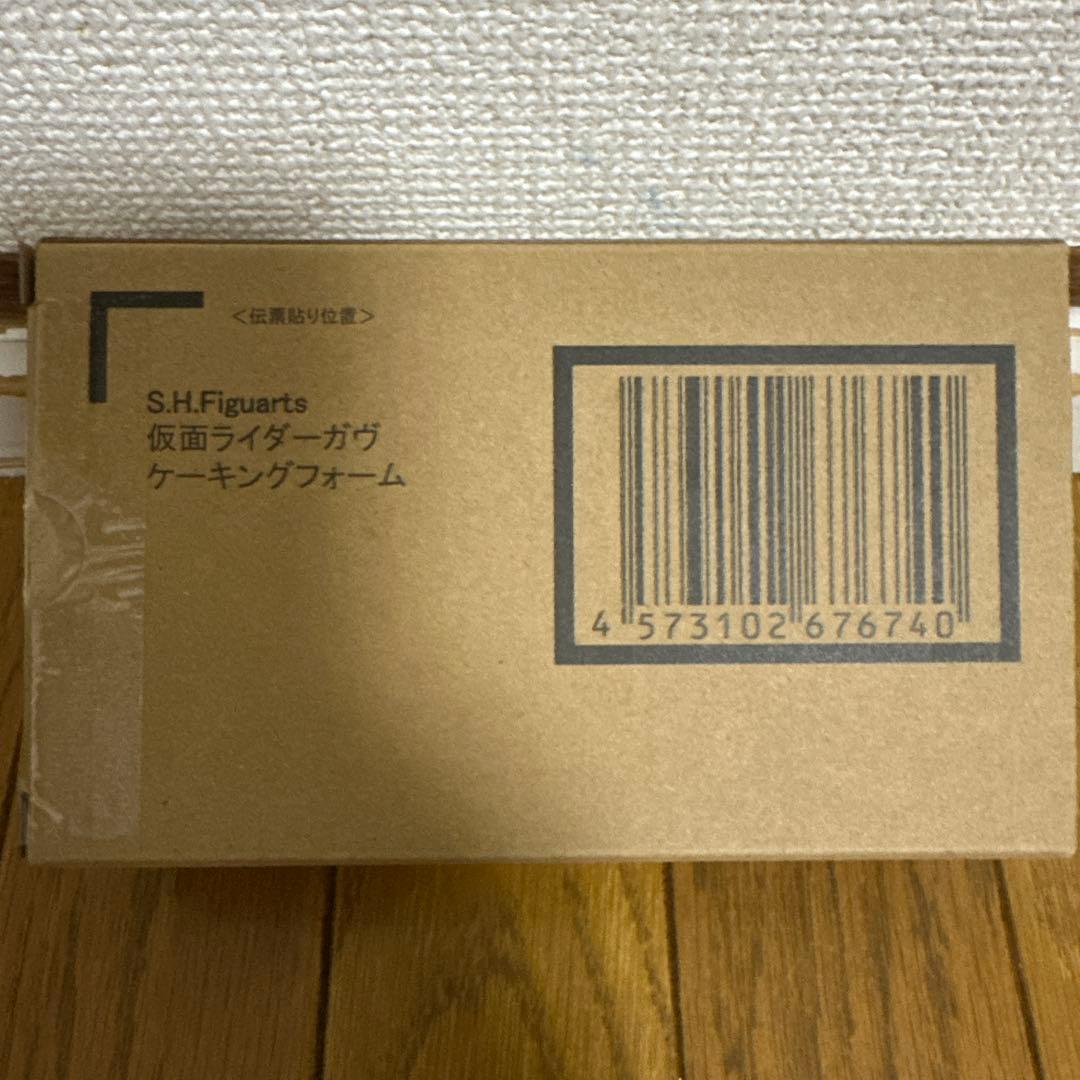 <伝票貼り位置>
S.H.Figuarts
仮面ライダーガヴ
ケーキングフォーム
4 573102 676740